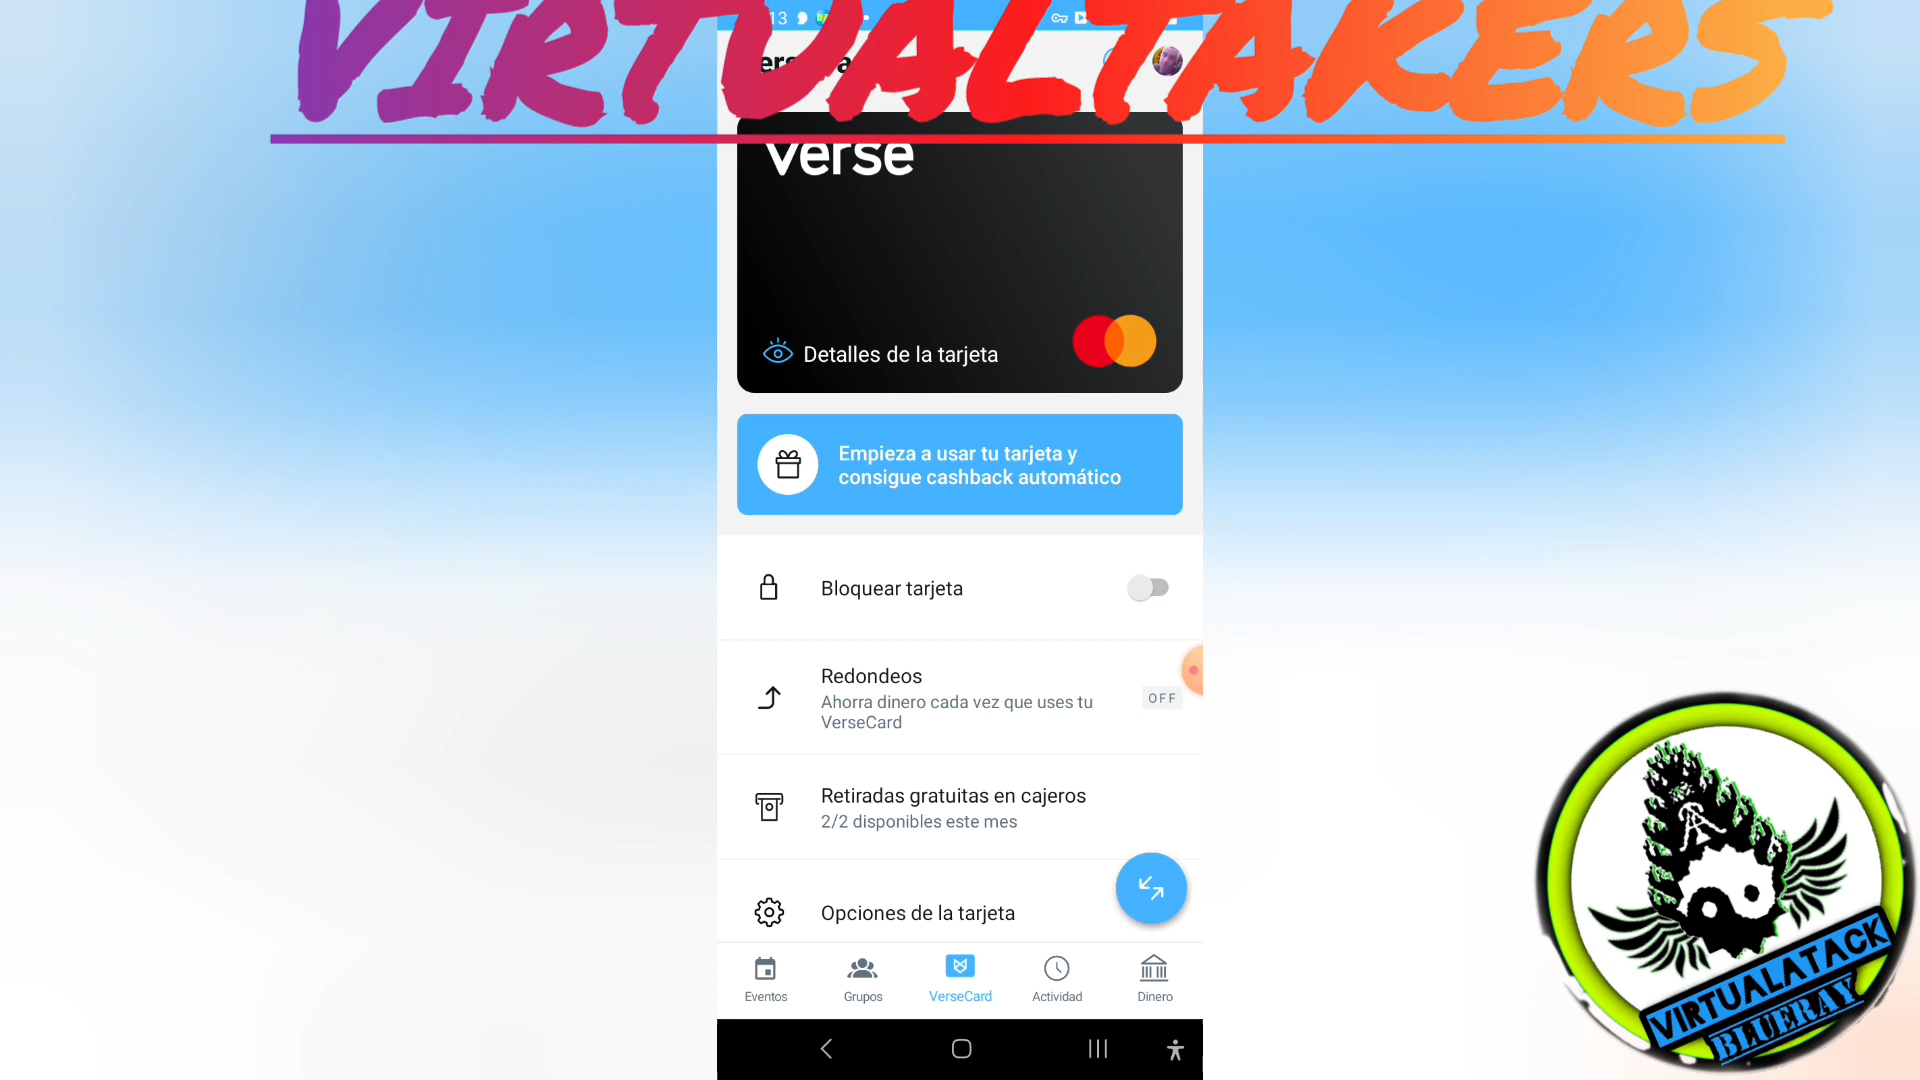 VIRTUALTAKERS
13
verse
Detalles de la tarjeta
Empieza a usar tu tarjeta y
consigue cashback automático
Bloquear tarjeta
Redondeos
Ahorra dinero cada vez que uses tu
VerseCard
OFF
Retiradas gratuitas en cajeros
2/2 disponibles este mes
Opciones de la tarjeta
Eventos
Grupos
VerseCard
Actividad
Dinero
VIRTUALATACK
BLUERAY